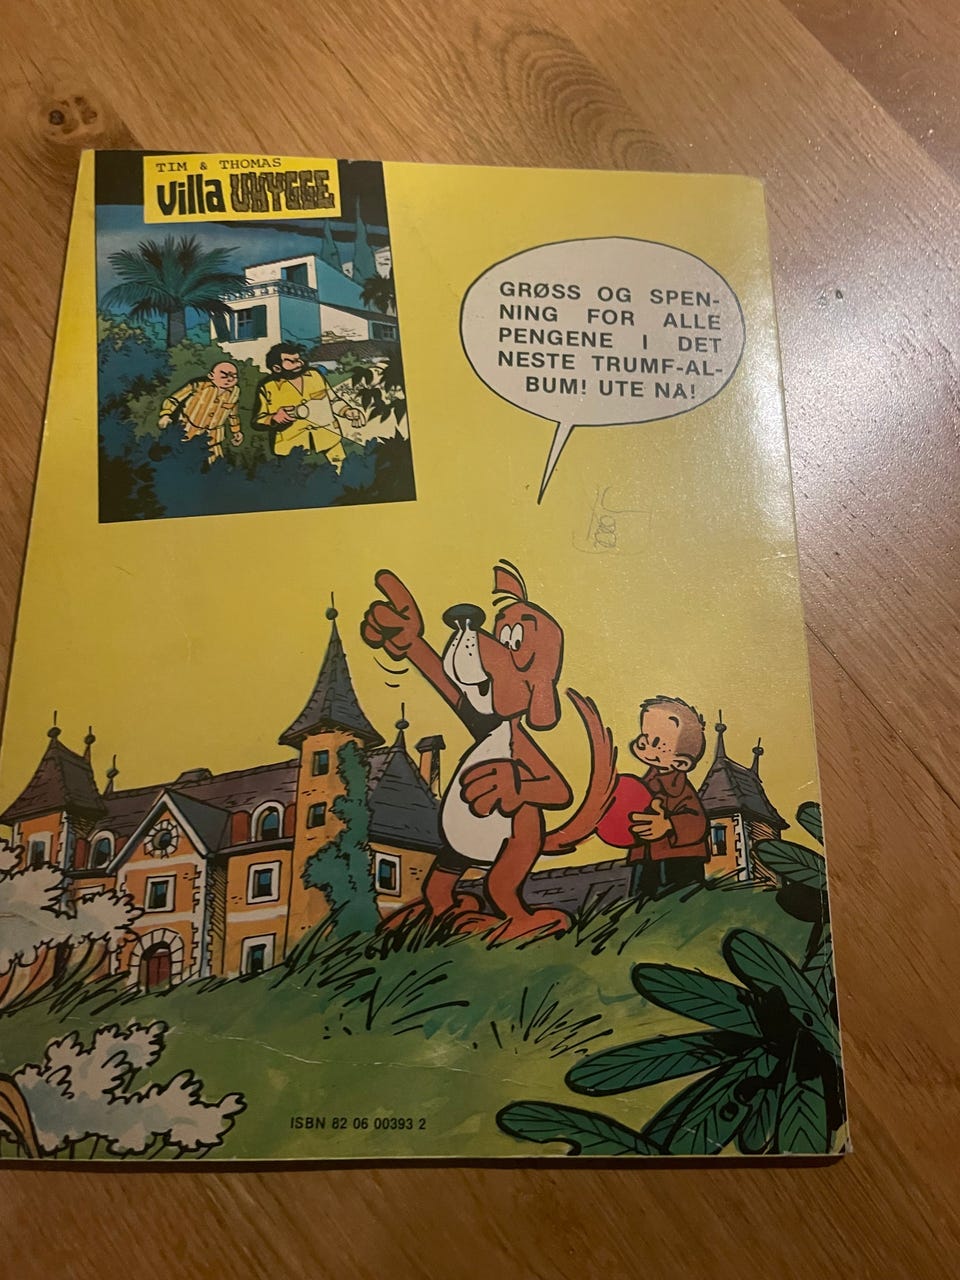 TIM & THOMAS
Villa UHYGGE
GRØSS OG SPEN-
NING FOR ALLE
PENGENE I DET
NESTE TRUMF-AL-
BUM! UTE NÅ!
ISBN 82 06 00393 2